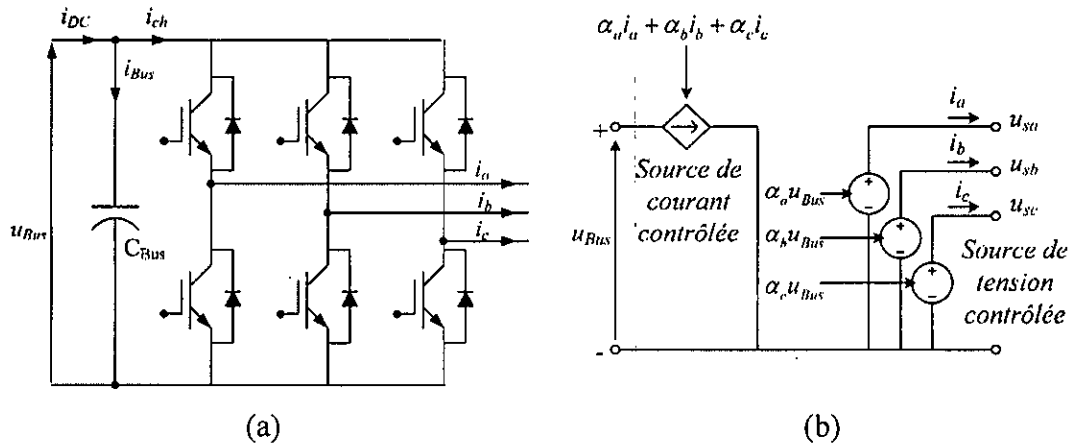 i_DC
i_ch
i_Bus
u_Bus
C_Bus
i_a
i_b
i_c
(a)
α_a i_a + α_b i_b + α_c i_c
+
Source de
courant
contrôlée
u_Bus
-
α_a u_Bus
α_b u_Bus
α_c u_Bus
+
-
+
-
+
-
i_a
u_sa
i_b
u_sb
i_c
u_sc
Source de
tension
contrôlée
(b)